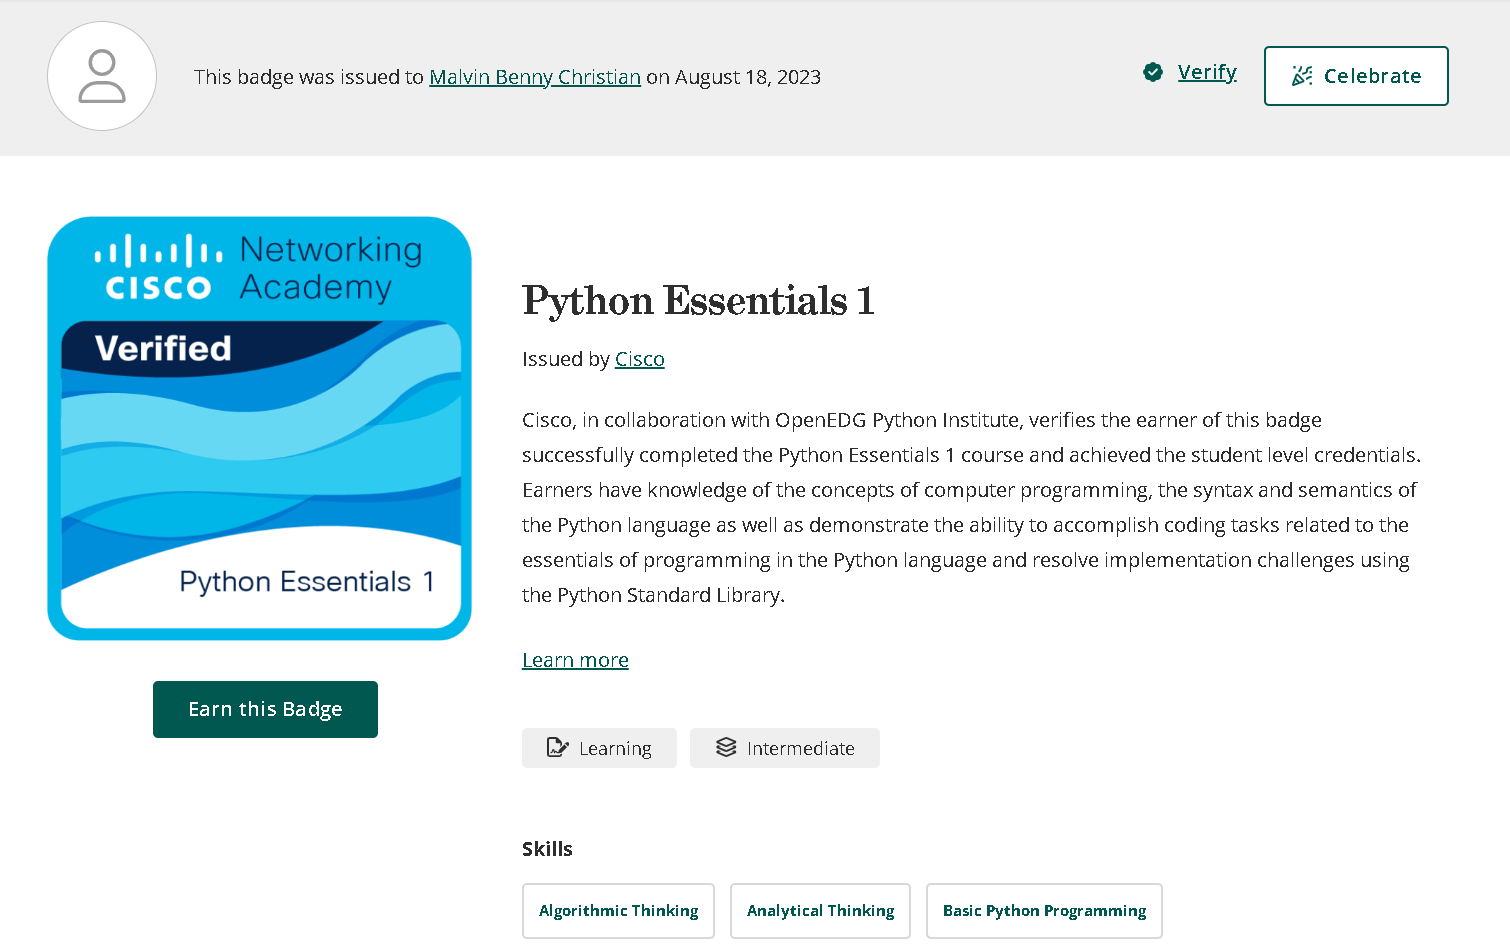 This badge was issued to Malvin Benny Christian on August 18, 2023
Verify
Celebrate
CISCO
Networking
Academy
Verified
Python Essentials 1
Earn this Badge
Python Essentials 1
Issued by Cisco
Cisco, in collaboration with OpenEDG Python Institute, verifies the earner of this badge
successfully completed the Python Essentials 1 course and achieved the student level credentials.
Earners have knowledge of the concepts of computer programming, the syntax and semantics of
the Python language as well as demonstrate the ability to accomplish coding tasks related to the
essentials of programming in the Python language and resolve implementation challenges using
the Python Standard Library.
Learn more
Learning
Intermediate
Skills
Algorithmic Thinking
Analytical Thinking
Basic Python Programming